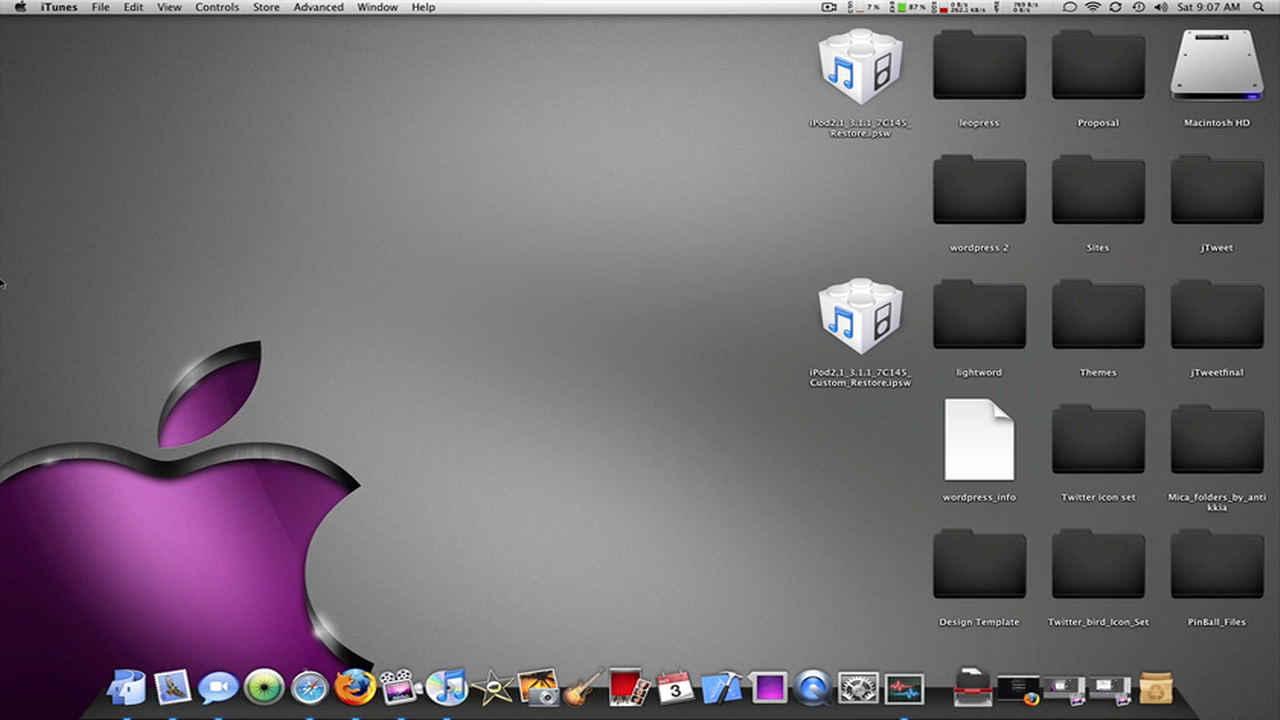 iTunes File Edit View Controls Store Advanced Window Help
7% 87% Sat 9:07 AM
iPod2,1_3.1.1_7C145_
Restore.ipsw
leopress
Proposal
Macintosh HD
wordpress 2
Sites
jTweet
iPod2,1_3.1.1_7C145_
Custom_Restore.ipsw
lightword
Themes
jTweetfinal
wordpress_info
Twitter icon set
Mica_folders_by_anti
kkia
Design Template
Twitter_bird_Icon_Set
PinBall_Files
3